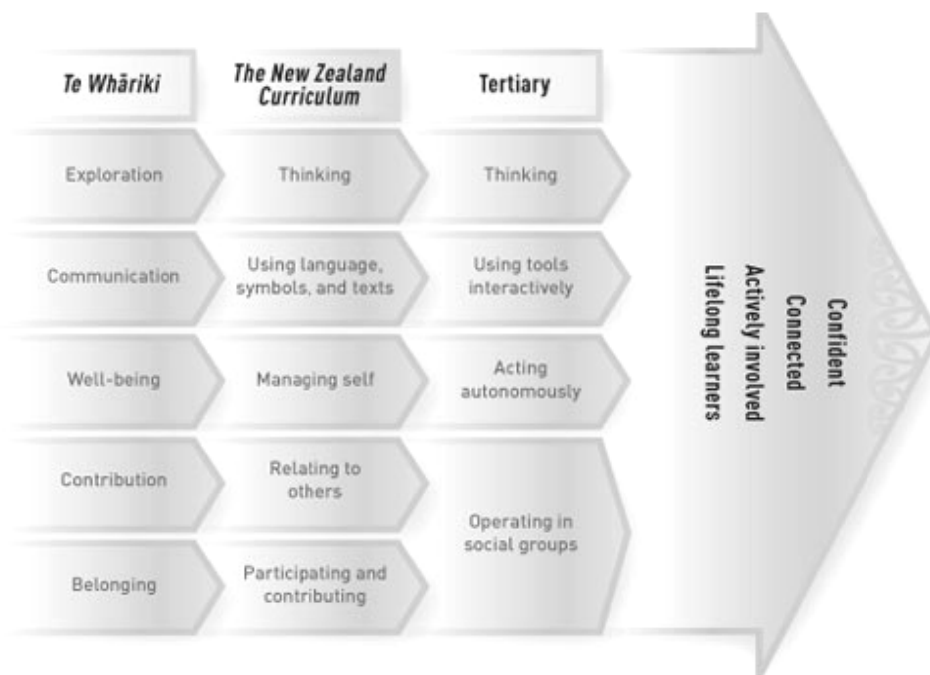 Te Whāriki
The New Zealand
Curriculum
Tertiary
Exploration
Thinking
Thinking
Communication
Using language,
symbols, and texts
Using tools
interactively
Well-being
Managing self
Acting
autonomously
Contribution
Relating to
others
Operating in
social groups
Belonging
Participating and
contributing
Confident
Connected
Actively involved
Lifelong learners